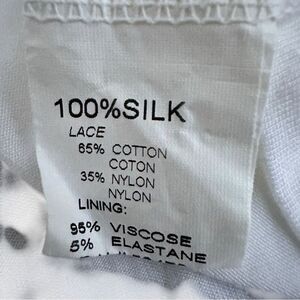 100%SILK
LACE
65% COTTON
COTON
35% NYLON
NYLON
LINING:
95% VISCOSE
5% ELASTANE